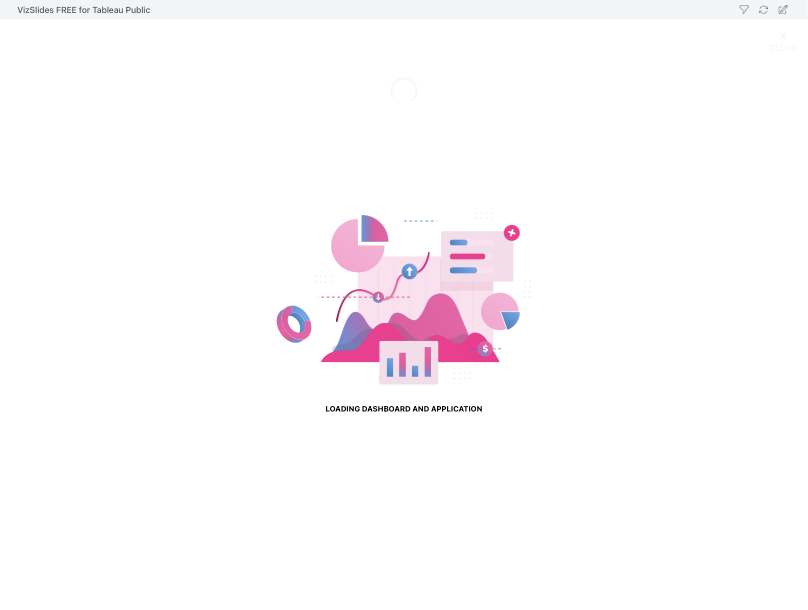 VizSlides FREE for Tableau Public
$
LOADING DASHBOARD AND APPLICATION